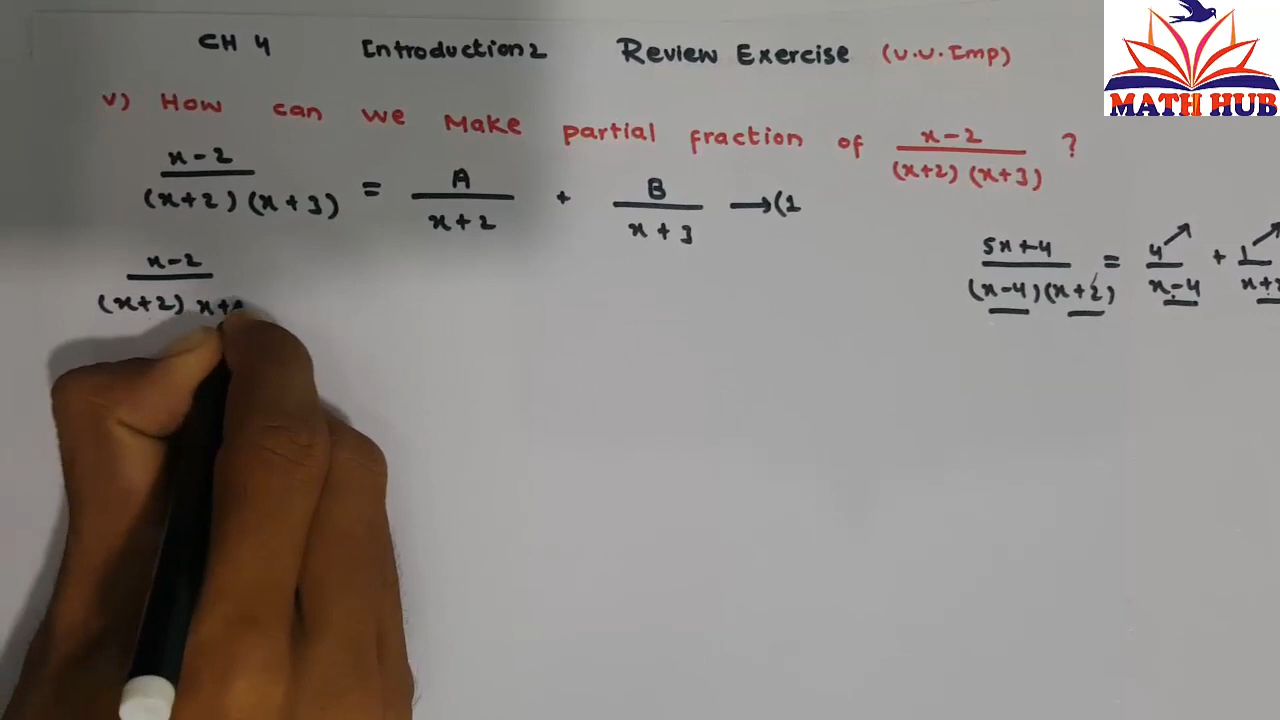 CH 4 Introduction2 Review Exercise (V.V.Imp)
MATH HUB
v) How can we Make partial fraction of x-2/(x+2)(x+3) ?
x-2/(x+2)(x+3) = A/x+2 + B/x+3 →(1
5x+4/(x-4)(x+2) = 4/x-4 + 1/x+2
x-2/(x+2) x+